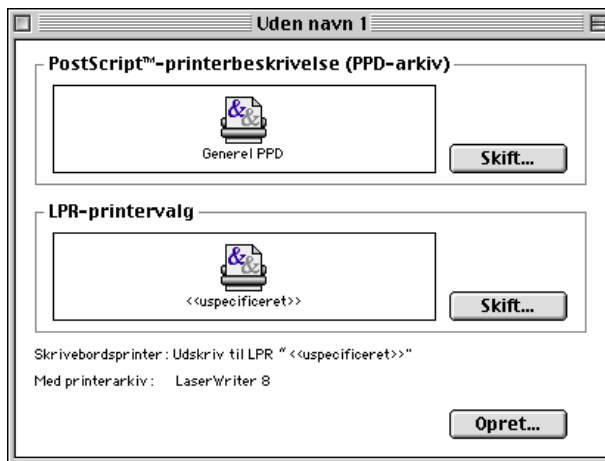 Uden navn 1
PostScript™-printerbeskrivelse (PPD-arkiv)
Generel PPD
Skift...
LPR-printervalg
<<uspecificeret>>
Skift...
Skrivebordsprinter: Udskriv til LPR "<<uspecificeret>>"
Med printerarkiv: LaserWriter 8
Opret...